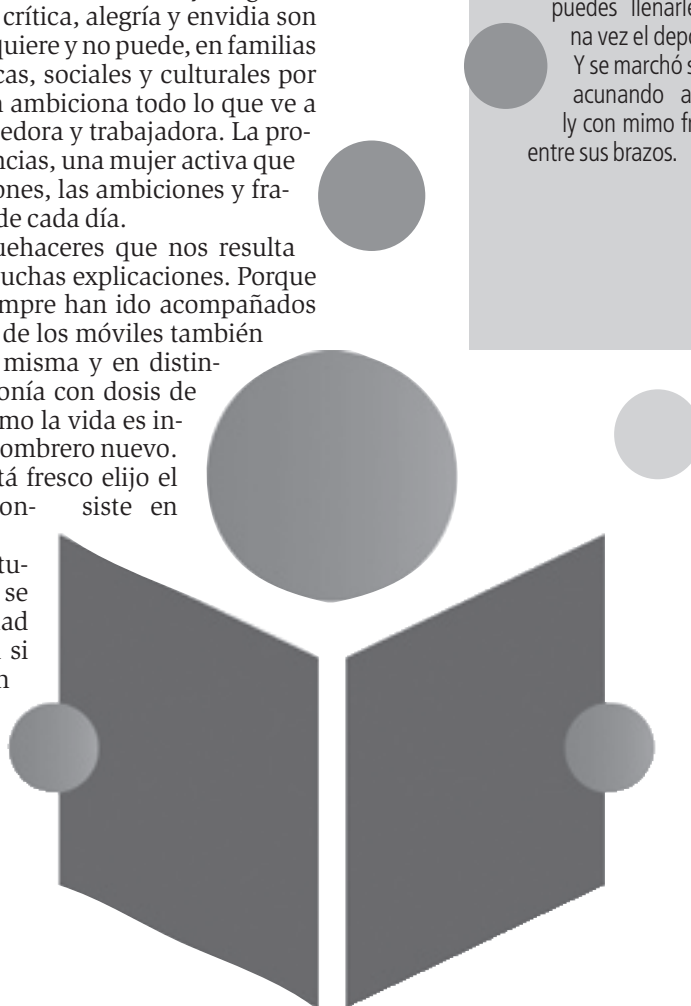 crítica, alegría y envidia son
quiere y no puede, en familias
cas, sociales y culturales por
ambiciona todo lo que ve a
edora y trabajadora. La pro-
ncias, una mujer activa que
ones, las ambiciones y fra-
de cada día.
uehaceres que nos resulta
uchas explicaciones. Porque
mpre han ido acompañados
de los móviles también
misma y en distin-
onía con dosis de
mo la vida es in-
ombrero nuevo.
tá fresco elijo el
on- siste en
tu-
se
ad
si
puedes llenarle
na vez el depo
Y se marchó s
acunando a
ly con mimo fr
entre sus brazos.